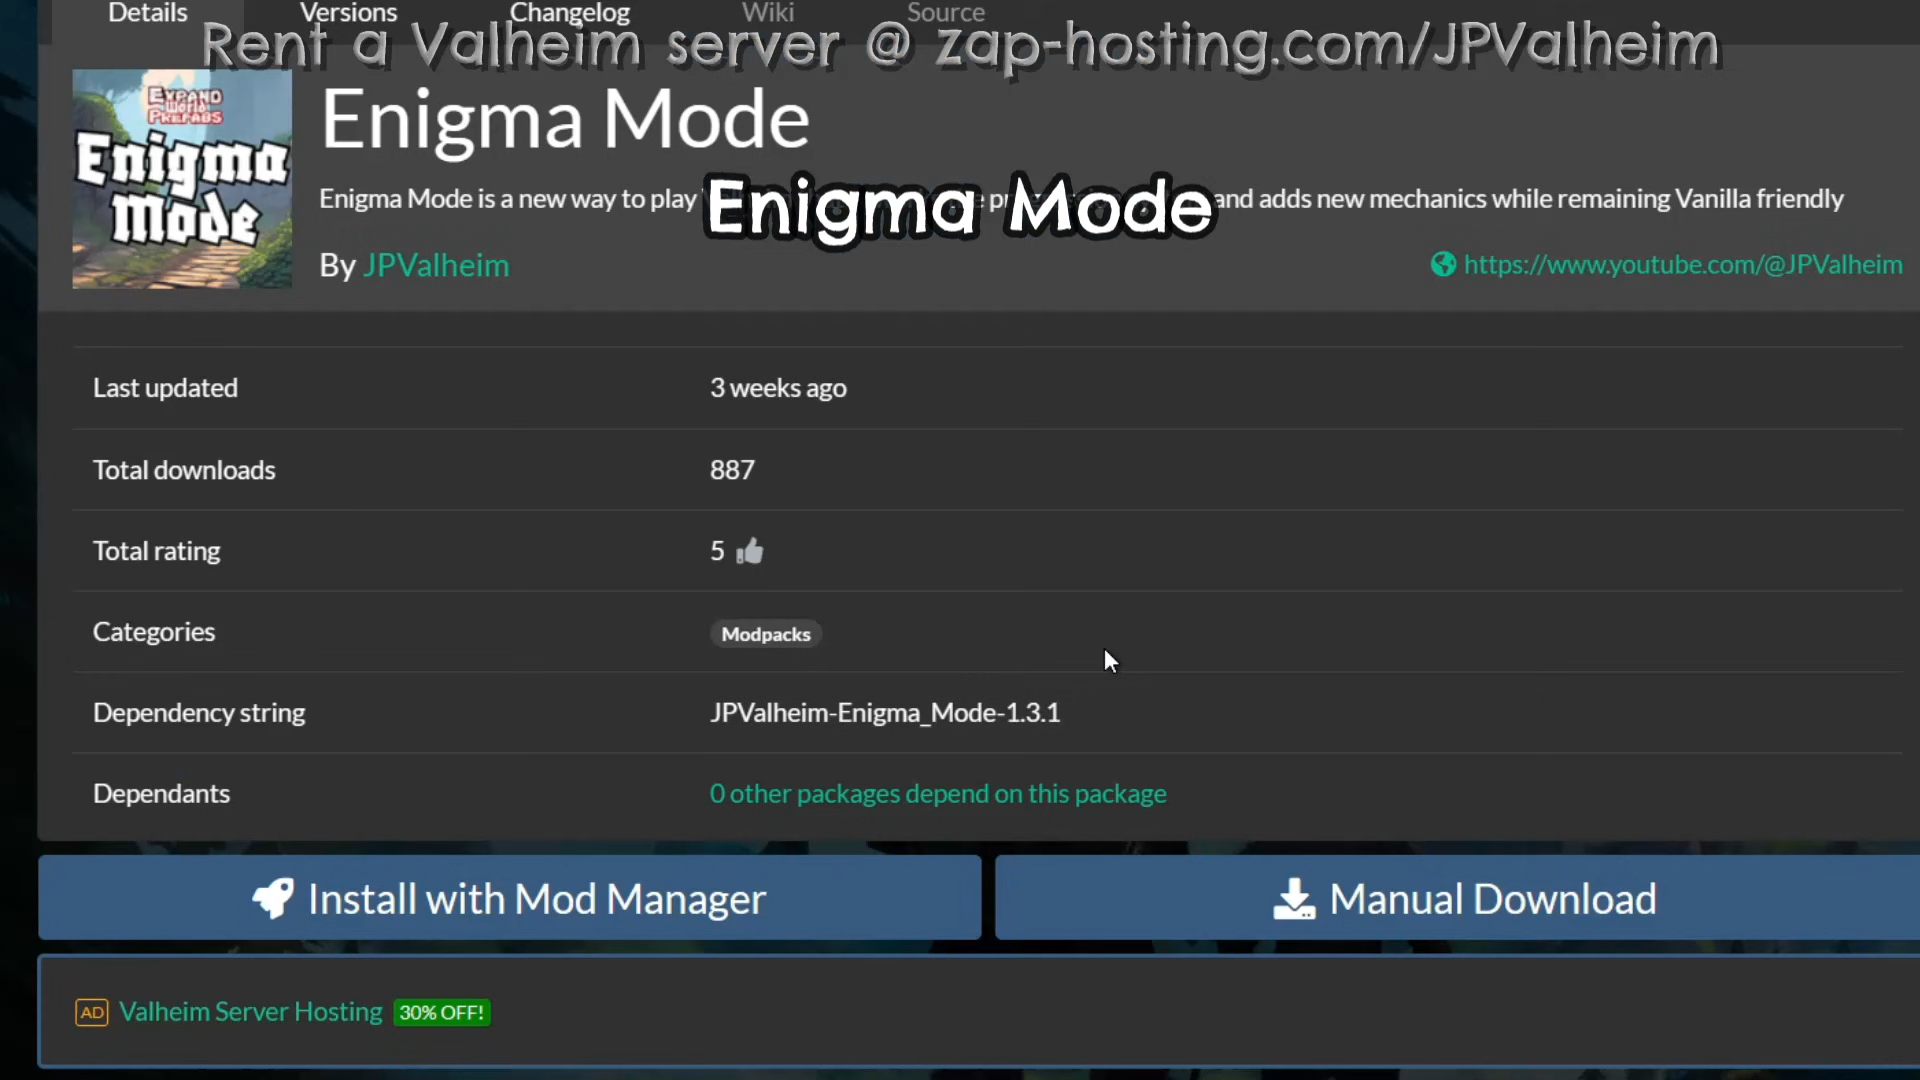 Details Versions Changelog Wiki Source
Rent a Valheim server @ zap-hosting.com/JPValheim
EXPAND
World
PREFABS
Enigma
Mode
Enigma Mode
Enigma Mode is a new way to play and adds new mechanics while remaining Vanilla friendly
Enigma Mode
By JPValheim
https://www.youtube.com/@JPValheim
Last updated 3 weeks ago
Total downloads 887
Total rating 5
Categories Modpacks
Dependency string JPValheim-Enigma_Mode-1.3.1
Dependants 0 other packages depend on this package
Install with Mod Manager
Manual Download
AD Valheim Server Hosting 30% OFF!